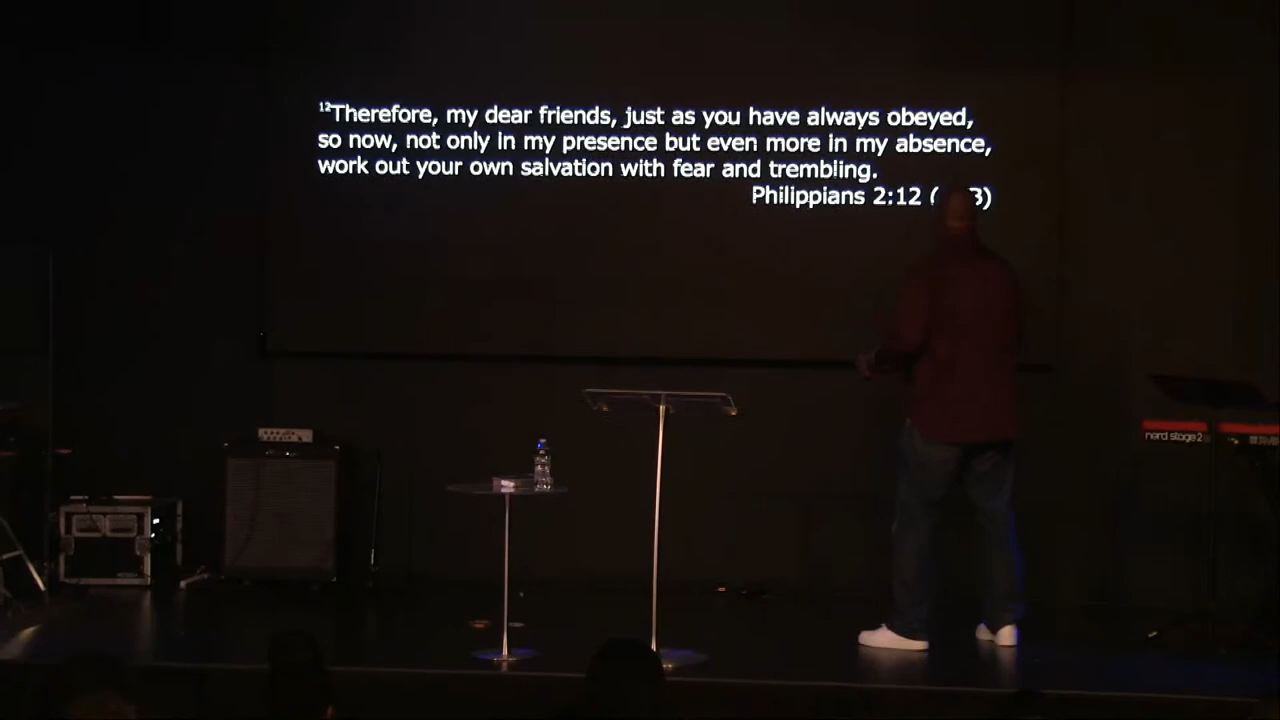 ¹²Therefore, my dear friends, just as you have always obeyed,
so now, not only in my presence but even more in my absence,
work out your own salvation with fear and trembling.
Philippians 2:12 (
nord stage 2